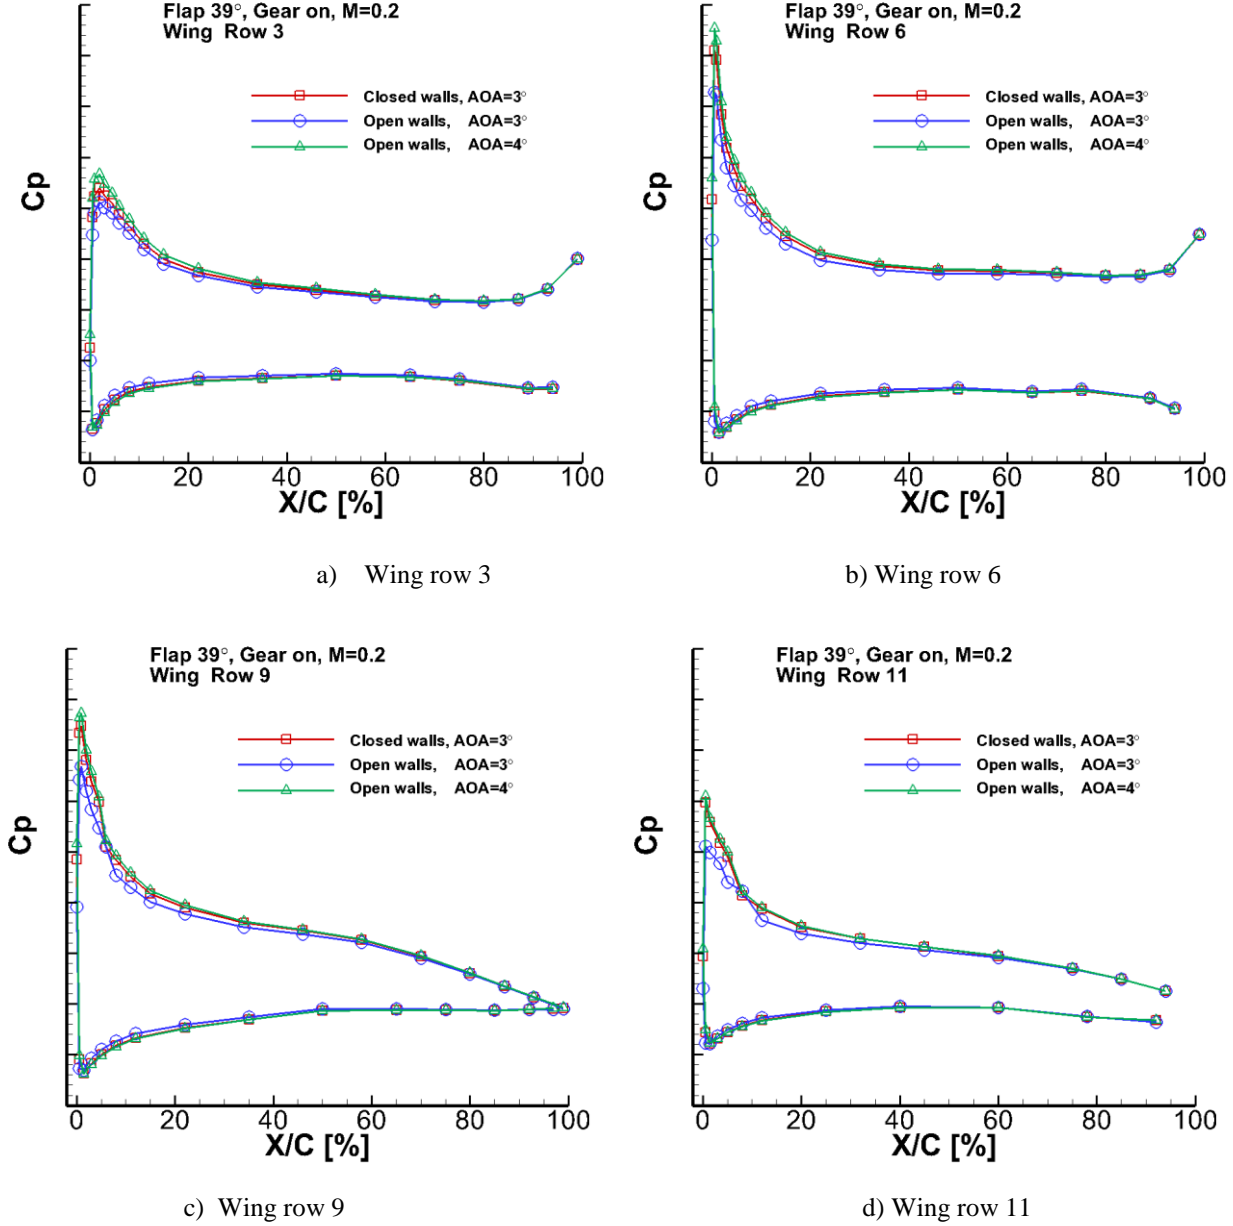 Flap 39°, Gear on, M=0.2
Wing Row 3
Closed walls, AOA=3°
Open walls, AOA=3°
Open walls, AOA=4°
Cp
0 20 40 60 80 100
X/C [%]
a) Wing row 3
Flap 39°, Gear on, M=0.2
Wing Row 6
Closed walls, AOA=3°
Open walls, AOA=3°
Open walls, AOA=4°
Cp
0 20 40 60 80 100
X/C [%]
b) Wing row 6
Flap 39°, Gear on, M=0.2
Wing Row 9
Closed walls, AOA=3°
Open walls, AOA=3°
Open walls, AOA=4°
Cp
0 20 40 60 80 100
X/C [%]
c) Wing row 9
Flap 39°, Gear on, M=0.2
Wing Row 11
Closed walls, AOA=3°
Open walls, AOA=3°
Open walls, AOA=4°
Cp
0 20 40 60 80 100
X/C [%]
d) Wing row 11